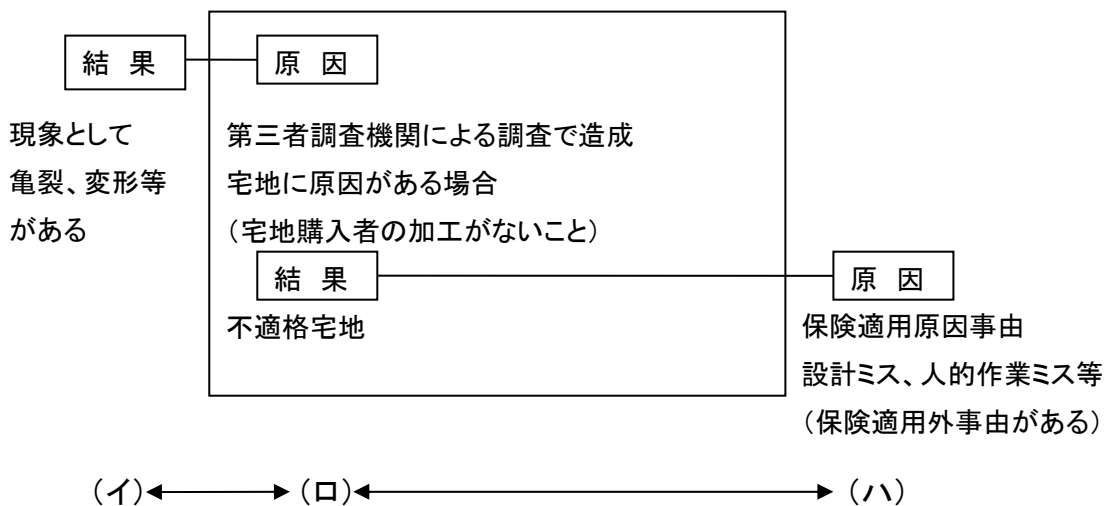 結 果
原 因
現象として
亀裂、変形等
がある
第三者調査機関による調査で造成
宅地に原因がある場合
（宅地購入者の加工がないこと）
結 果
原 因
不適格宅地
保険適用原因事由
設計ミス、人的作業ミス等
（保険適用外事由がある）
（イ） （ロ） （ハ）